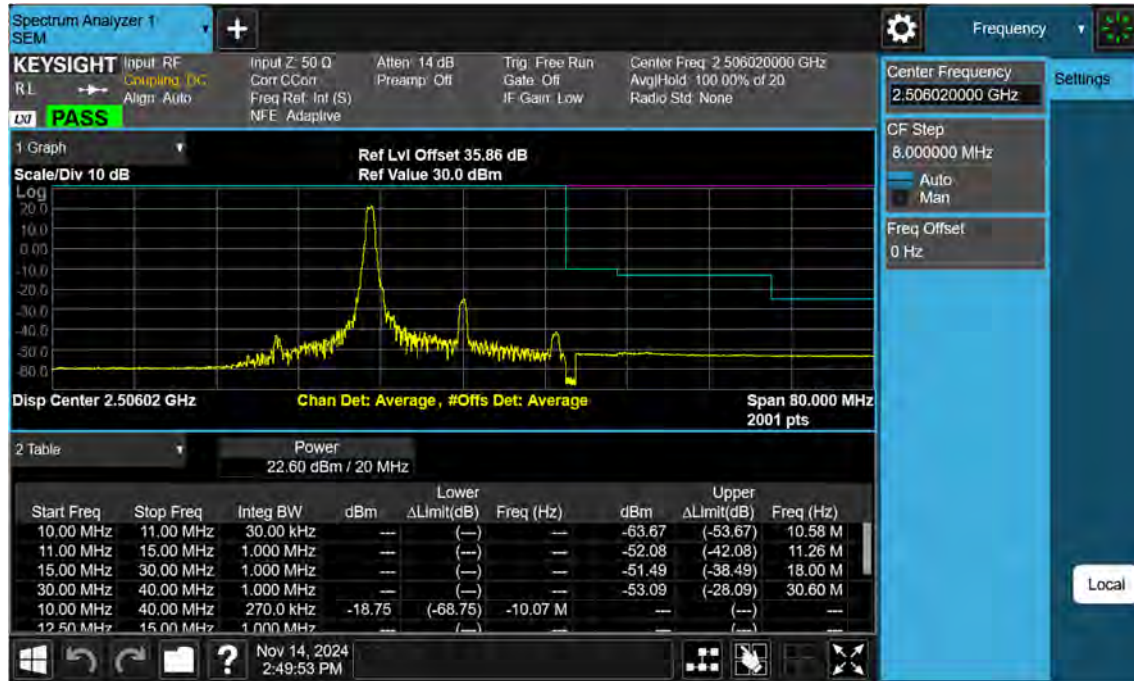 Spectrum Analyzer 1
SEM
+
Frequency
KEYSIGHT
RL
LXI
PASS
Input: RF
Coupling: DC
Align: Auto
Input Z: 50 Ω
Corr CCorr
Freq Ref: Int (S)
NFE: Adaptive
Atten: 14 dB
Preamp: Off
Trig: Free Run
Gate: Off
IF Gain: Low
Center Freq: 2.506020000 GHz
Avg|Hold: 100.00% of 20
Radio Std: None
Center Frequency
2.506020000 GHz
Settings
CF Step
8.000000 MHz
Auto
Man
Freq Offset
0 Hz
Local
1 Graph
Scale/Div 10 dB
Ref Lvl Offset 35.86 dB
Ref Value 30.0 dBm
Log
20.0
10.0
0.00
-10.0
-20.0
-30.0
-40.0
-50.0
-60.0
Disp Center 2.50602 GHz
Chan Det: Average, #Offs Det: Average
Span 80.000 MHz
2001 pts
2 Table
Power
22.60 dBm / 20 MHz
Lower Upper
Start Freq Stop Freq Integ BW dBm ΔLimit(dB) Freq (Hz) dBm ΔLimit(dB) Freq (Hz)
10.00 MHz 11.00 MHz 30.00 kHz --- (---) --- -63.67 (-53.67) 10.58 M
11.00 MHz 15.00 MHz 1.000 MHz --- (---) --- -52.08 (-42.08) 11.26 M
15.00 MHz 30.00 MHz 1.000 MHz --- (---) --- -51.49 (-38.49) 18.00 M
30.00 MHz 40.00 MHz 1.000 MHz --- (---) --- -53.09 (-28.09) 30.60 M
10.00 MHz 40.00 MHz 270.0 kHz -18.75 (-68.75) -10.07 M --- (---) ---
12.50 MHz 15.00 MHz 1.000 MHz --- (---) --- --- (---) ---
?
Nov 14, 2024
2:49:53 PM